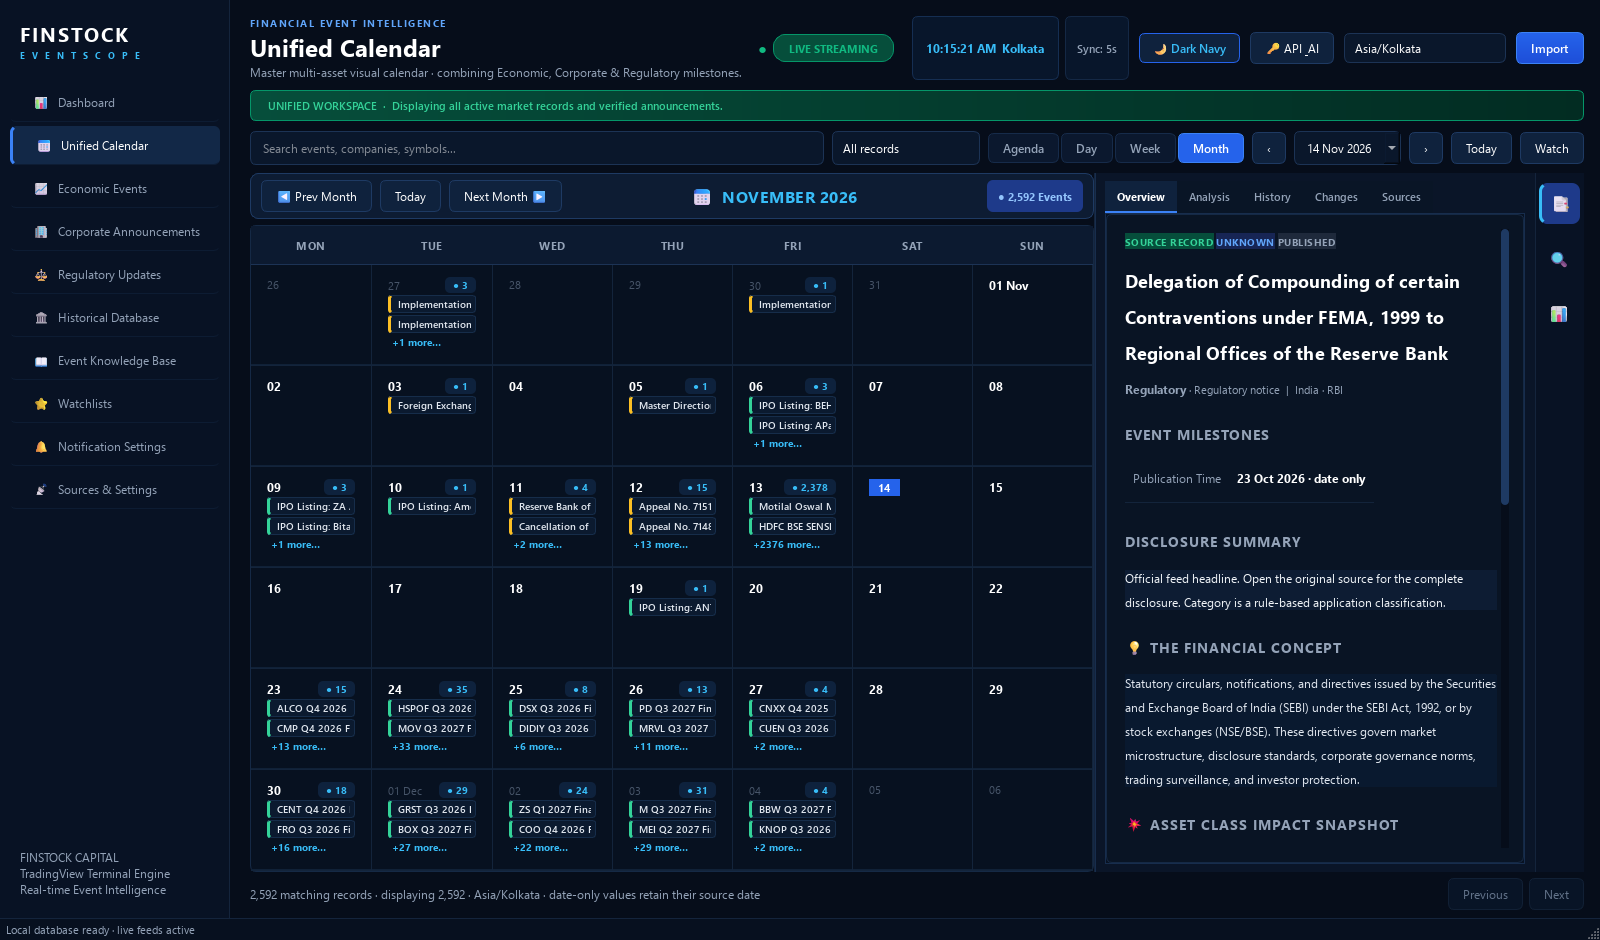 FINSTOCK
EVENTSCOPE
Dashboard
Unified Calendar
Economic Events
Corporate Announcements
Regulatory Updates
Historical Database
Event Knowledge Base
Watchlists
Notification Settings
Sources & Settings
FINSTOCK CAPITAL
TradingView Terminal Engine
Real-time Event Intelligence
FINANCIAL EVENT INTELLIGENCE
Unified Calendar
Master multi-asset visual calendar · combining Economic, Corporate & Regulatory milestones.
● LIVE STREAMING
10:15:21 AM Kolkata
Sync: 5s
Dark Navy
API_AI
Asia/Kolkata
Import
UNIFIED WORKSPACE · Displaying all active market records and verified announcements.
Search events, companies, symbols...
All records
Agenda
Day
Week
Month
‹
14 Nov 2026
›
Today
Watch
Prev Month
Today
Next Month
NOVEMBER 2026
● 2,592 Events
MON TUE WED THU FRI SAT SUN
26
27 ● 3
Implementation
Implementation
+1 more...
28
29
30 ● 1
Implementation
31
01 Nov
02
03 ● 1
Foreign Exchang
04
05 ● 1
Master Directio
06 ● 3
IPO Listing: BEH
IPO Listing: APa
+1 more...
07
08
09 ● 3
IPO Listing: ZA
IPO Listing: Bita
+1 more...
10 ● 1
IPO Listing: Ame
11 ● 4
Reserve Bank of
Cancellation of
+2 more...
12 ● 15
Appeal No. 7151
Appeal No. 7148
+13 more...
13 ● 2,378
Motilal Oswal M
HDFC BSE SENSI
+2376 more...
14
15
16
17
18
19 ● 1
IPO Listing: ANT
20
21
22
23 ● 15
ALCO Q4 2026
CMP Q4 2026 F
+13 more...
24 ● 35
HSPOF Q3 2026
MOV Q3 2027 F
+33 more...
25 ● 8
DSX Q3 2026 Fi
DIDIY Q3 2026
+6 more...
26 ● 13
PD Q3 2027 Fin
MRVL Q3 2027
+11 more...
27 ● 4
CNXX Q4 2025
CUEN Q3 2026
+2 more...
28
29
30 ● 18
CENT Q4 2026
FRO Q3 2026 Fi
+16 more...
01 Dec ● 29
GRST Q3 2026 I
BOX Q3 2027 Fi
+27 more...
02 ● 24
ZS Q1 2027 Fina
COO Q4 2026 F
+22 more...
03 ● 31
M Q3 2027 Fina
MEI Q2 2027 Fi
+29 more...
04 ● 4
BBW Q3 2027 F
KNOP Q3 2026
+2 more...
05
06
Overview Analysis History Changes Sources
SOURCE RECORD UNKNOWN PUBLISHED
Delegation of Compounding of certain
Contraventions under FEMA, 1999 to
Regional Offices of the Reserve Bank
Regulatory · Regulatory notice | India · RBI
EVENT MILESTONES
Publication Time 23 Oct 2026 · date only
DISCLOSURE SUMMARY
Official feed headline. Open the original source for the complete
disclosure. Category is a rule-based application classification.
THE FINANCIAL CONCEPT
Statutory circulars, notifications, and directives issued by the Securities
and Exchange Board of India (SEBI) under the SEBI Act, 1992, or by
stock exchanges (NSE/BSE). These directives govern market
microstructure, disclosure standards, corporate governance norms,
trading surveillance, and investor protection.
ASSET CLASS IMPACT SNAPSHOT
2,592 matching records · displaying 2,592 · Asia/Kolkata · date-only values retain their source date
Previous
Next
Local database ready · live feeds active